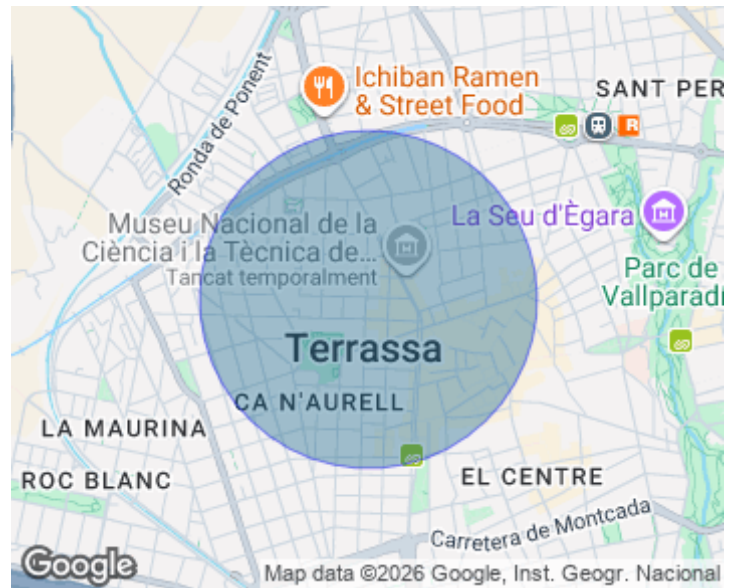 Ichiban Ramen
& Street Food
SANT PER
R
Ronda de Ponent
Museu Nacional de la
Ciència i la Tècnica de...
Tancat temporalment
La Seu d'Ègara
Parc de
Vallparadí
Terrassa
CA N'AURELL
LA MAURINA
ROC BLANC
EL CENTRE
Carretera de Montcada
Google
Map data ©2026 Google, Inst. Geogr. Nacional